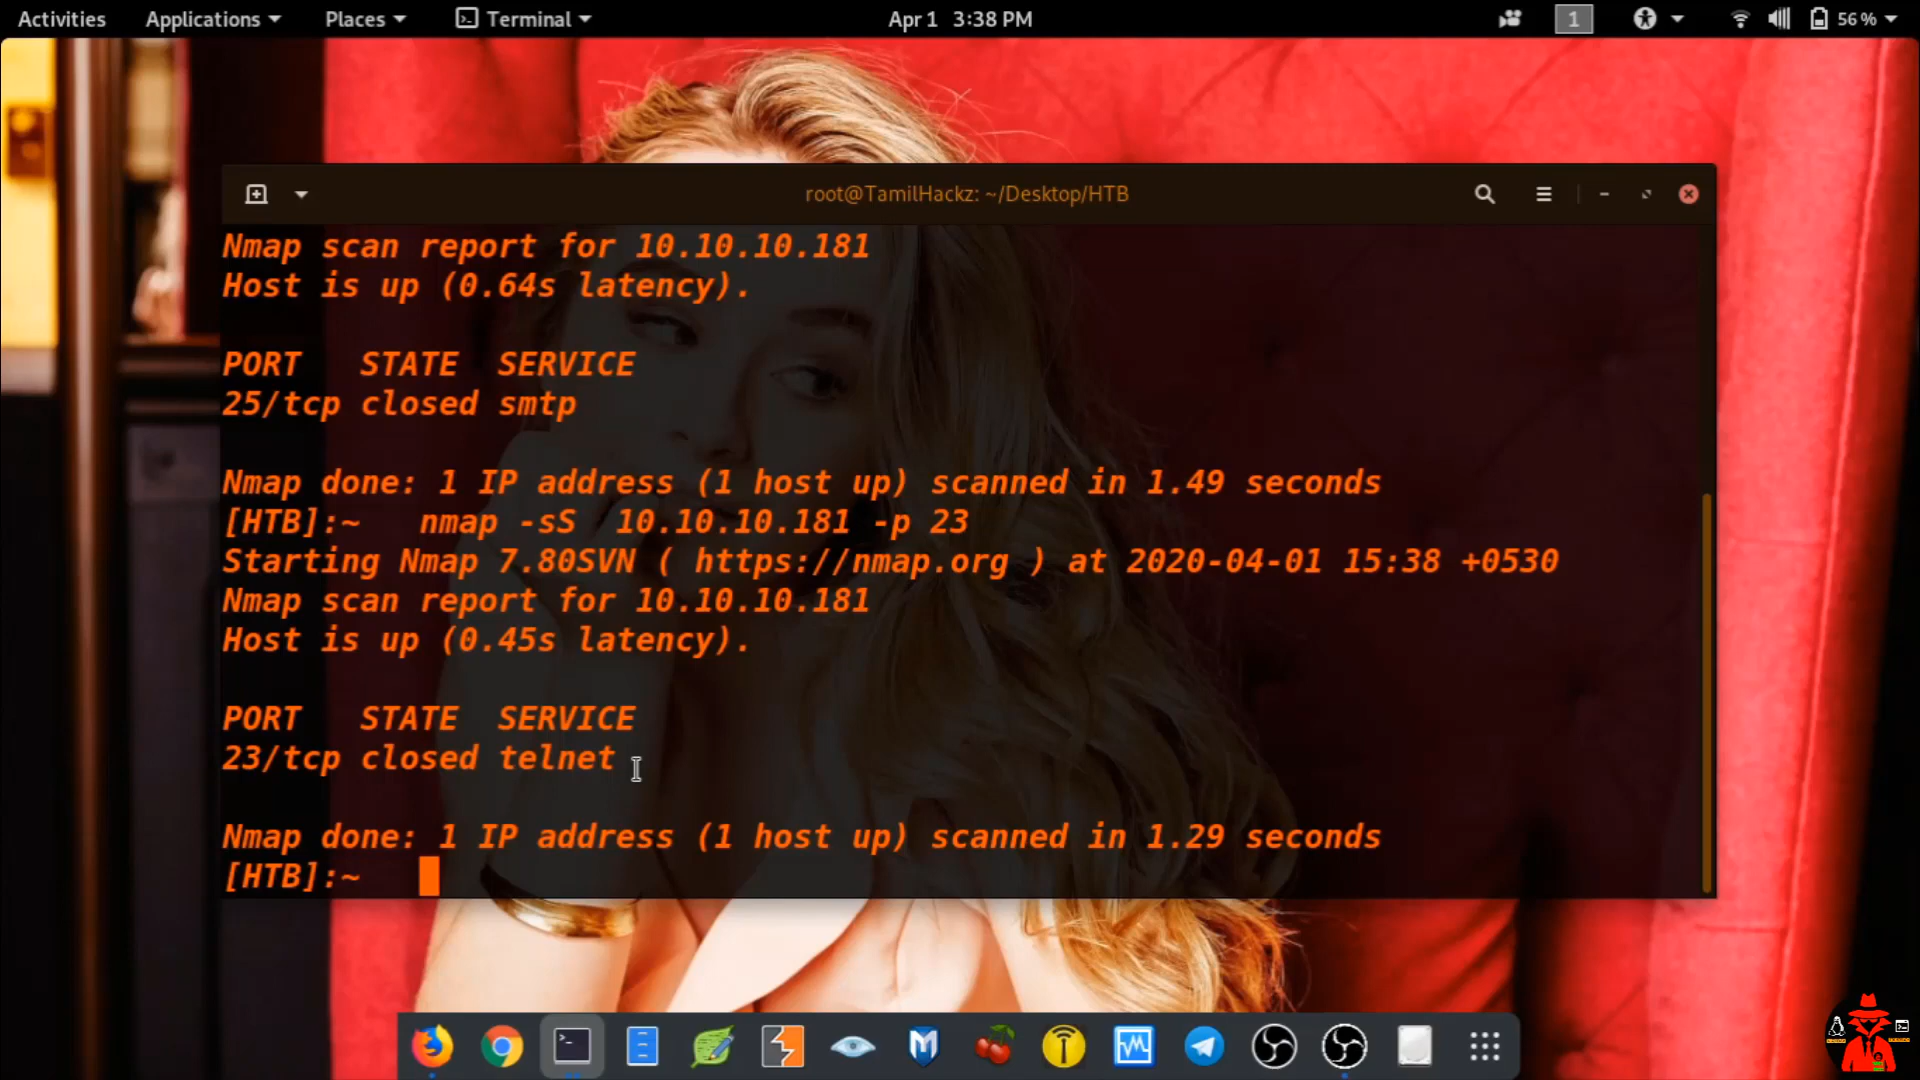 Activities Applications Places Terminal Apr 1 3:38 PM 1 56 %
root@TamilHackz: ~/Desktop/HTB
Nmap scan report for 10.10.10.181
Host is up (0.64s latency).
PORT STATE SERVICE
25/tcp closed smtp
Nmap done: 1 IP address (1 host up) scanned in 1.49 seconds
[HTB]:~ nmap -sS 10.10.10.181 -p 23
Starting Nmap 7.80SVN ( https://nmap.org ) at 2020-04-01 15:38 +0530
Nmap scan report for 10.10.10.181
Host is up (0.45s latency).
PORT STATE SERVICE
23/tcp closed telnet
Nmap done: 1 IP address (1 host up) scanned in 1.29 seconds
[HTB]:~